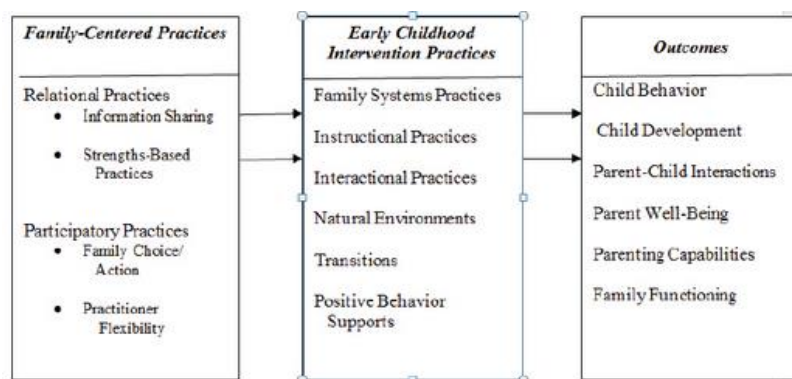 Family-Centered Practices
Relational Practices
• Information Sharing
• Strengths-Based
Practices
Participatory Practices
• Family Choice/
Action
• Practitioner
Flexibility
Early Childhood
Intervention Practices
Family Systems Practices
Instructional Practices
Interactional Practices
Natural Environments
Transitions
Positive Behavior
Supports
Outcomes
Child Behavior
Child Development
Parent-Child Interactions
Parent Well-Being
Parenting Capabilities
Family Functioning